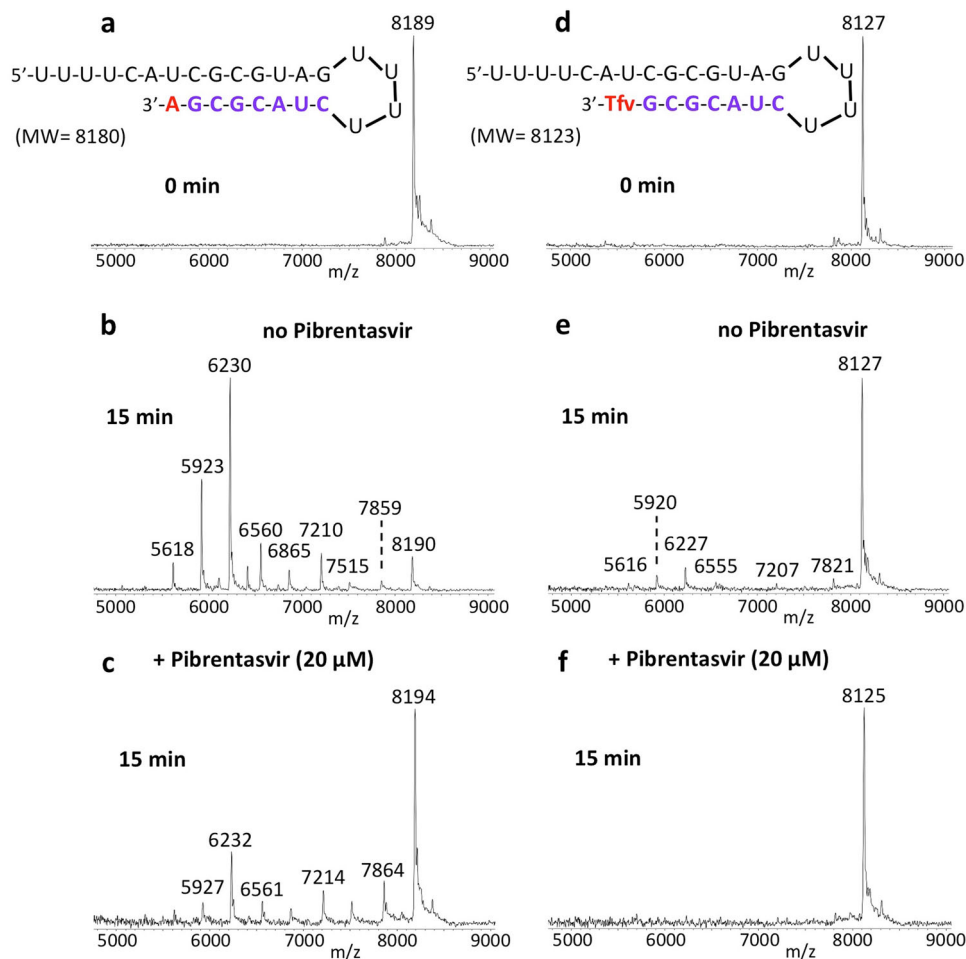 a
8189
U
5'-U-U-U-U-C-A-U-C-G-C-G-U-A-G
U
3'-A-G-C-G-C-A-U-C
U
U
(MW= 8180)
0 min
5000 6000 7000 8000 9000
m/z
d
8127
U
5'-U-U-U-U-C-A-U-C-G-C-G-U-A-G
U
3'-Tfv-G-C-G-C-A-U-C
U
U
(MW= 8123)
0 min
5000 6000 7000 8000 9000
m/z
b
no Pibrentasvir
6230
15 min
5923
7859
6560
7210
5618
6865
7515
8190
5000 6000 7000 8000 9000
m/z
e
no Pibrentasvir
8127
15 min
5920
6227
5616
6555
7207
7821
5000 6000 7000 8000 9000
m/z
c
+ Pibrentasvir (20 µM)
8194
15 min
6232
5927
6561
7214
7864
5000 6000 7000 8000 9000
m/z
f
+ Pibrentasvir (20 µM)
8125
15 min
5000 6000 7000 8000 9000
m/z